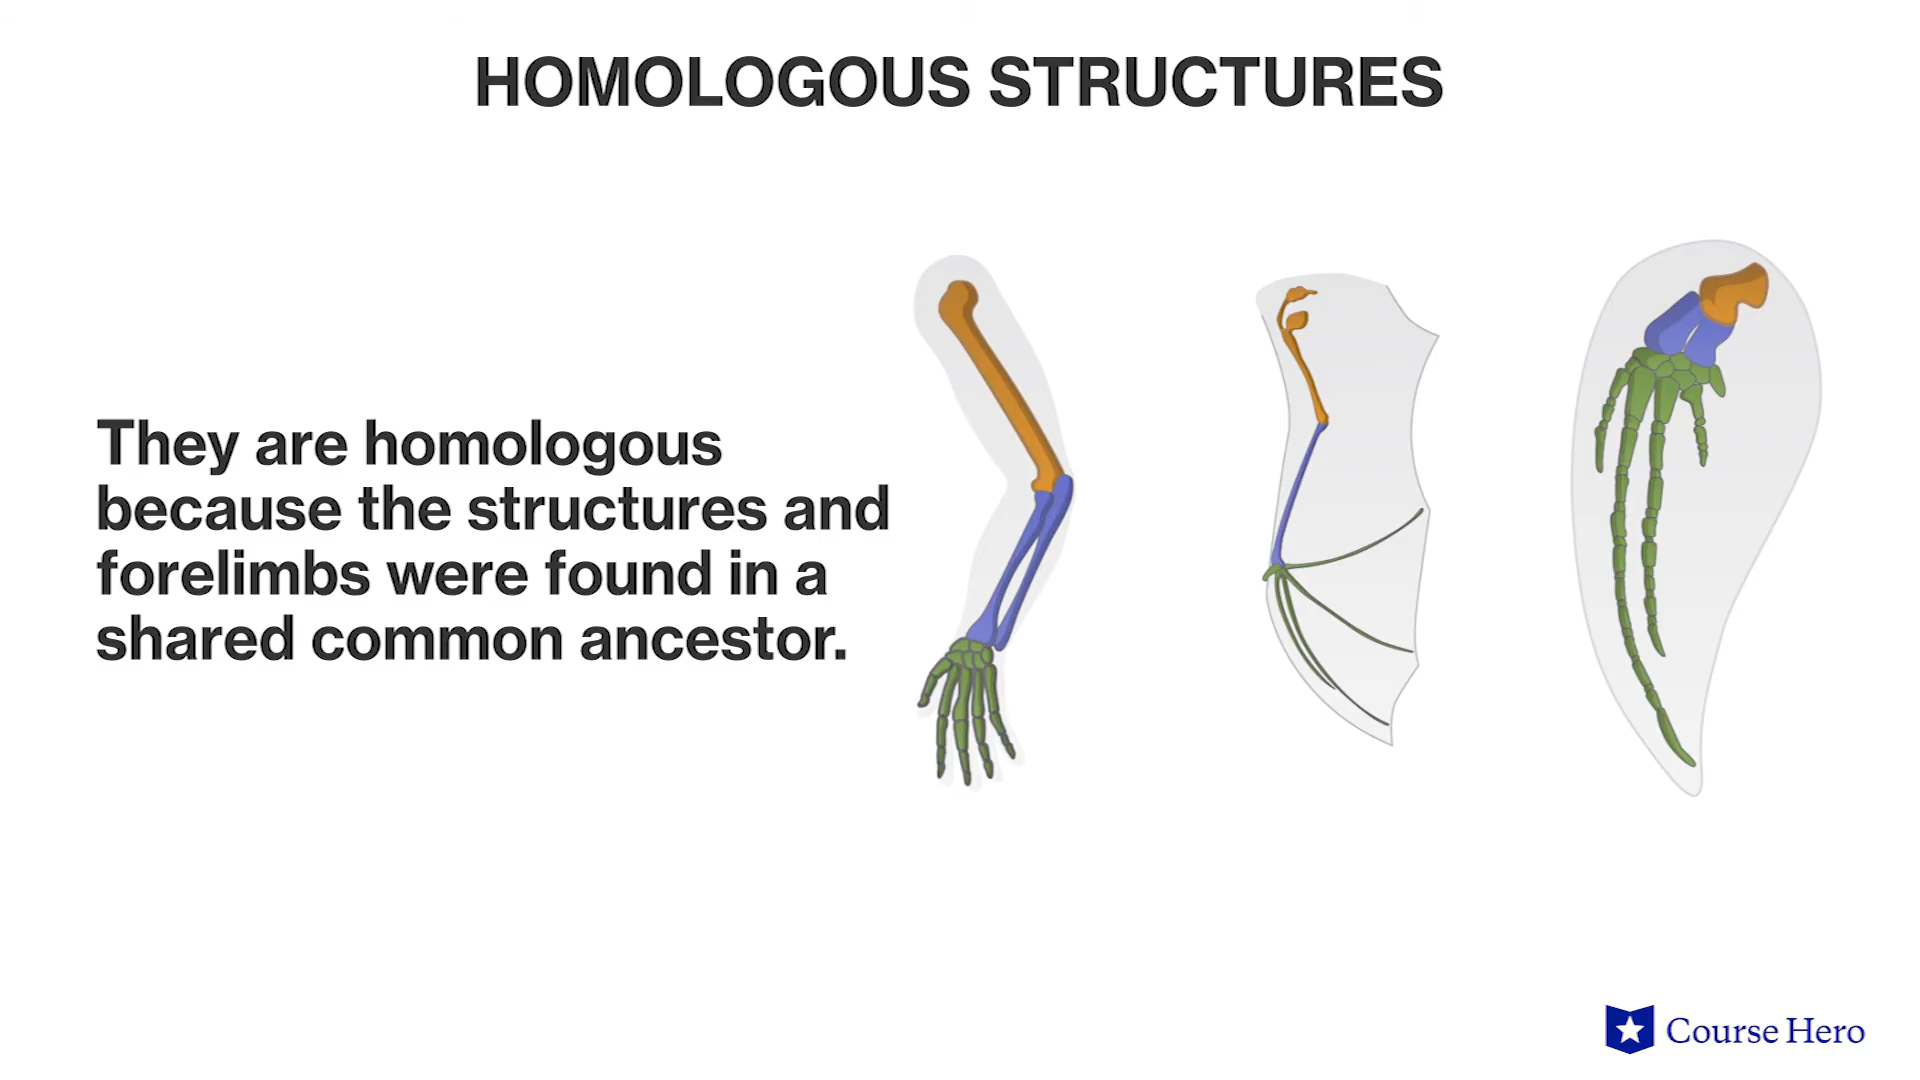 HOMOLOGOUS STRUCTURES
They are homologous
because the structures and
forelimbs were found in a
shared common ancestor.
Course Hero